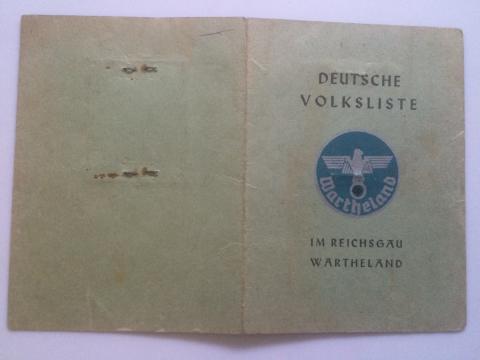 DEUTSCHE
VOLKSLISTE
Wartheland
IM REICHSGAU
WARTHELAND